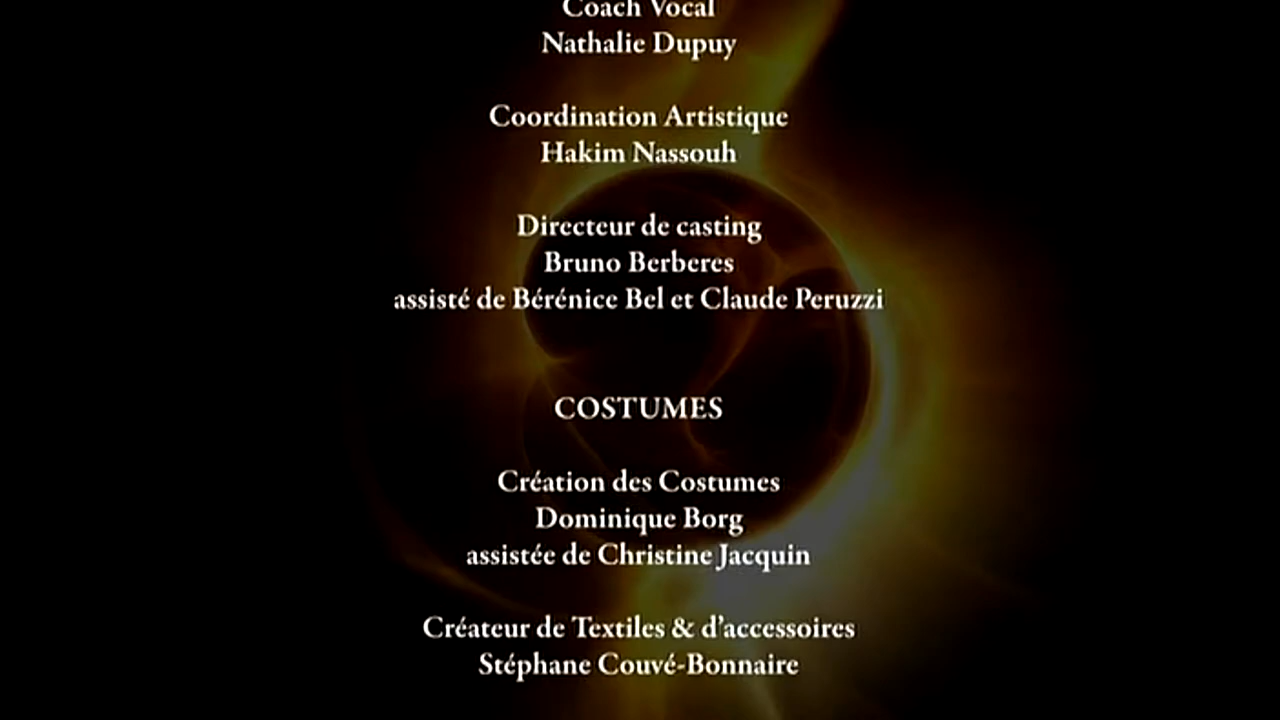 Coach Vocal
Nathalie Dupuy
Coordination Artistique
Hakim Nassouh
Directeur de casting
Bruno Berberes
assisté de Bérénice Bel et Claude Peruzzi
COSTUMES
Création des Costumes
Dominique Borg
assistée de Christine Jacquin
Créateur de Textiles & d’accessoires
Stéphane Couvé-Bonnaire